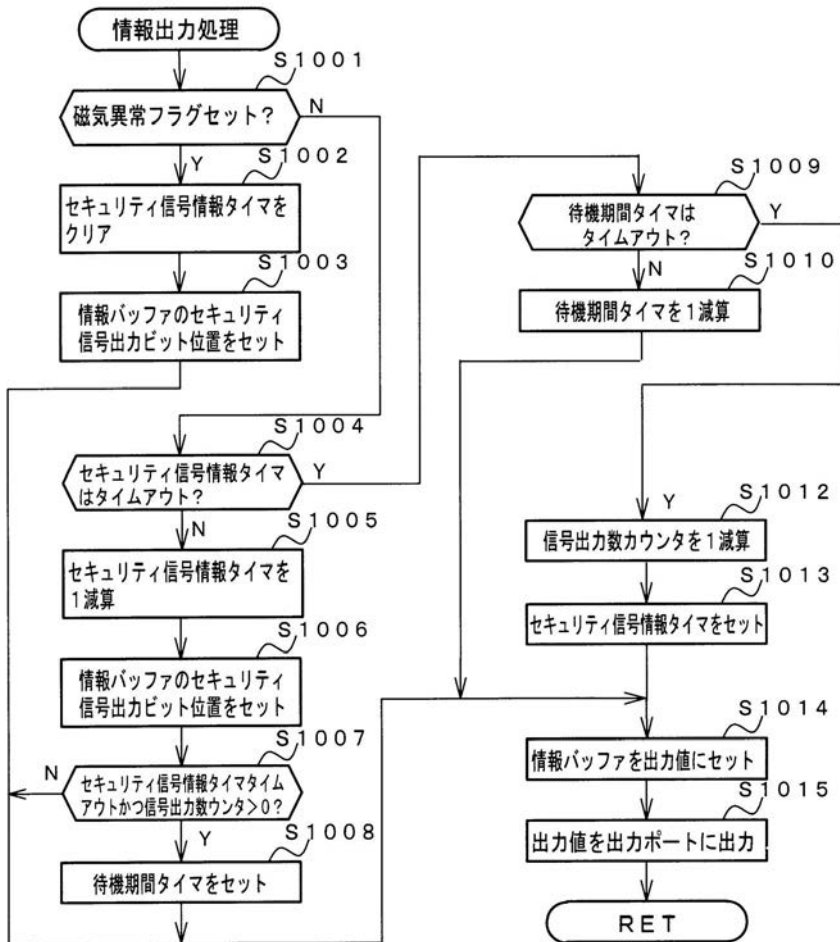 情報出力処理
S1001
磁気異常フラグセット?
N
Y
S1002
セキュリティ信号情報タイマを
クリア
S1003
情報バッファのセキュリティ
信号出力ビット位置をセット
S1004
セキュリティ信号情報タイマ
はタイムアウト?
Y
N
S1005
セキュリティ信号情報タイマを
1減算
S1006
情報バッファのセキュリティ
信号出力ビット位置をセット
S1007
N
セキュリティ信号情報タイマタイム
アウトかつ信号出力数ウンタ>0?
Y
S1008
待機期間タイマをセット
S1009
待機期間タイマは
タイムアウト?
Y
N
S1010
待機期間タイマを1減算
Y
S1012
信号出力数カウンタを1減算
S1013
セキュリティ信号情報タイマをセット
S1014
情報バッファを出力値にセット
S1015
出力値を出力ポートに出力
RET